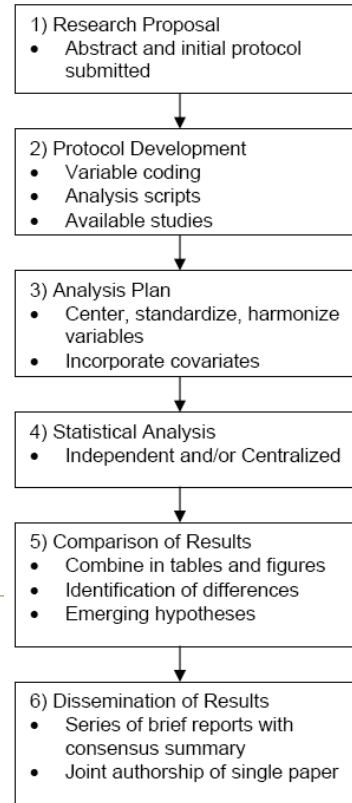 1) Research Proposal
• Abstract and initial protocol
submitted
2) Protocol Development
• Variable coding
• Analysis scripts
• Available studies
3) Analysis Plan
• Center, standardize, harmonize
variables
• Incorporate covariates
4) Statistical Analysis
• Independent and/or Centralized
5) Comparison of Results
• Combine in tables and figures
• Identification of differences
• Emerging hypotheses
6) Dissemination of Results
• Series of brief reports with
consensus summary
• Joint authorship of single paper